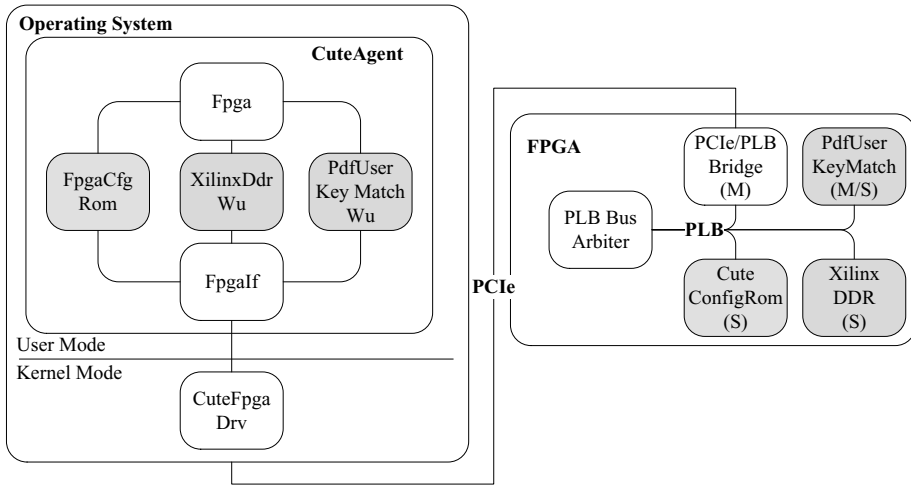 Operating System
CuteAgent
Fpga
FpgaCfg
Rom
XilinxDdr
Wu
PdfUser
Key Match
Wu
FpgaIf
User Mode
Kernel Mode
CuteFpga
Drv
PCIe
FPGA
PCIe/PLB
Bridge
(M)
PdfUser
KeyMatch
(M/S)
PLB Bus
Arbiter
PLB
Cute
ConfigRom
(S)
Xilinx
DDR
(S)